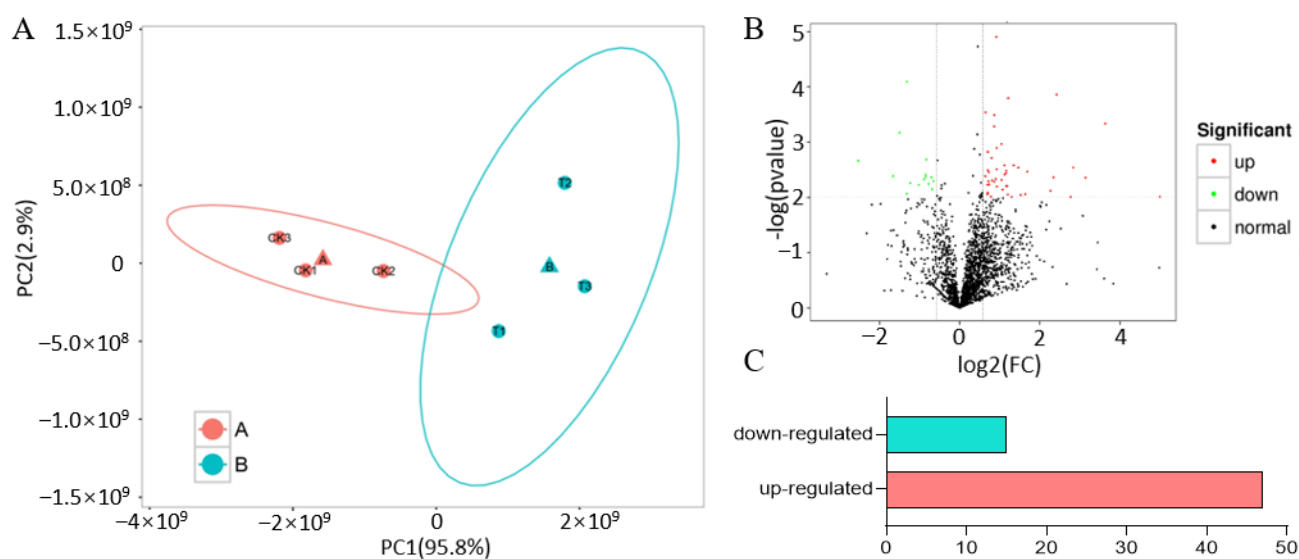 A
1.5×10⁹
1.0×10⁹
5.0×10⁸
0
−5.0×10⁸
−1.0×10⁹
−1.5×10⁹
PC2(2.9%)
CK3
A
CK1
CK2
T2
B
T3
T1
A
B
−4×10⁹
−2×10⁹
0
2×10⁹
PC1(95.8%)
B
5
4
3
2
−1
0
-log(pvalue)
−2
0
2
4
log2(FC)
Significant
up
down
normal
C
down-regulated
up-regulated
0
10
20
30
40
50